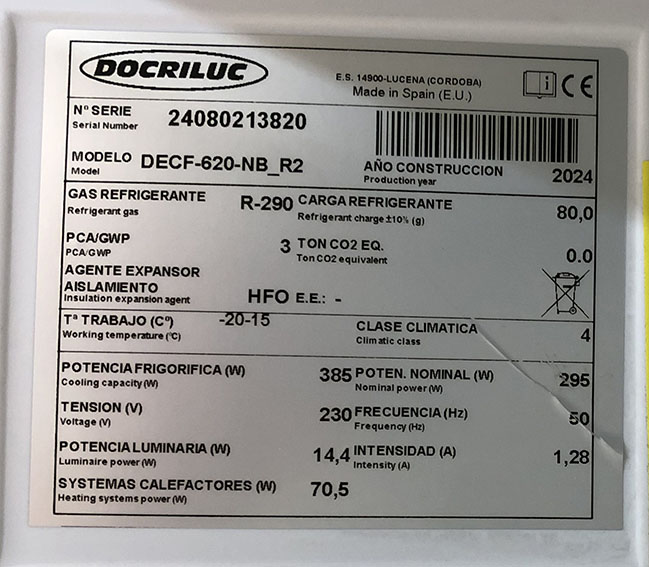 DOCRILUC
E.S. 14900-LUCENA (CORDOBA)
Made in Spain (E.U.)
i CE
Nº SERIE 24080213820
Serial Number
MODELO DECF-620-NB_R2
Model
AÑO CONSTRUCCION 2024
Production year
GAS REFRIGERANTE R-290 CARGA REFRIGERANTE 80,0
Refrigerant gas Refrigerant charge ±10% (g)
PCA/GWP 3 TON CO2 EQ. 0.0
PCA/GWP Ton CO2 equivalent
AGENTE EXPANSOR
AISLAMIENTO HFO E.E.: -
Insulation expansion agent
Tª TRABAJO (Cº) -20-15 CLASE CLIMATICA 4
Working temperature (ºC) Climatic class
POTENCIA FRIGORIFICA (W) 385 POTEN. NOMINAL (W) 295
Cooling capacity (W) Nominal power (W)
TENSION (V) 230 FRECUENCIA (Hz) 50
Voltage (V) Frequency (Hz)
POTENCIA LUMINARIA (W) 14,4 INTENSIDAD (A) 1,28
Luminaire power (W) Intensity (A)
SYSTEMAS CALEFACTORES (W) 70,5
Heating systems power (W)